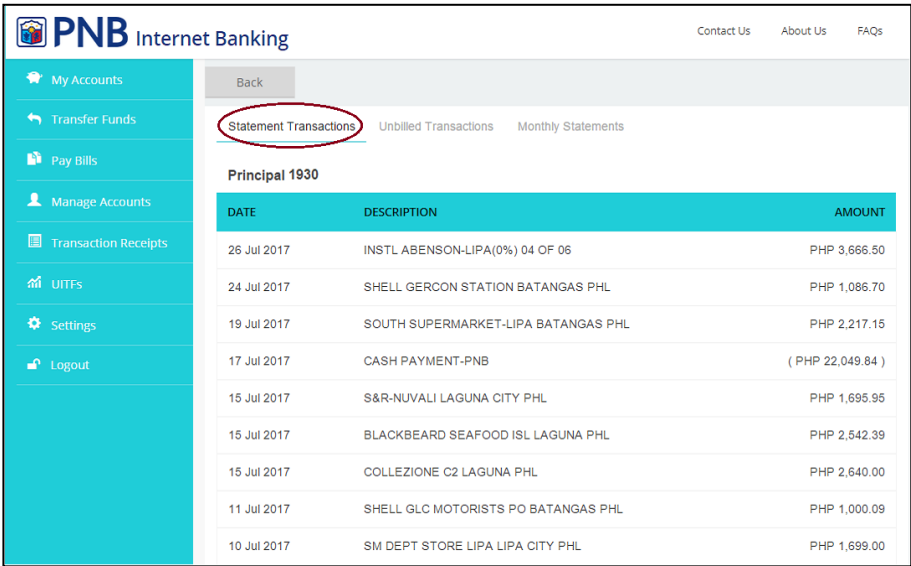 PNB Internet Banking
Contact Us About Us FAQs
My Accounts
Transfer Funds
Pay Bills
Manage Accounts
Transaction Receipts
UITFs
Settings
Logout
Back
Statement Transactions Unbilled Transactions Monthly Statements
Principal 1930
DATE DESCRIPTION AMOUNT
26 Jul 2017 INSTL ABENSON-LIPA(0%) 04 OF 06 PHP 3,666.50
24 Jul 2017 SHELL GERCON STATION BATANGAS PHL PHP 1,086.70
19 Jul 2017 SOUTH SUPERMARKET-LIPA BATANGAS PHL PHP 2,217.15
17 Jul 2017 CASH PAYMENT-PNB ( PHP 22,049.84 )
15 Jul 2017 S&R-NUVALI LAGUNA CITY PHL PHP 1,695.95
15 Jul 2017 BLACKBEARD SEAFOOD ISL LAGUNA PHL PHP 2,542.39
15 Jul 2017 COLLEZIONE C2 LAGUNA PHL PHP 2,640.00
11 Jul 2017 SHELL GLC MOTORISTS PO BATANGAS PHL PHP 1,000.09
10 Jul 2017 SM DEPT STORE LIPA LIPA CITY PHL PHP 1,699.00